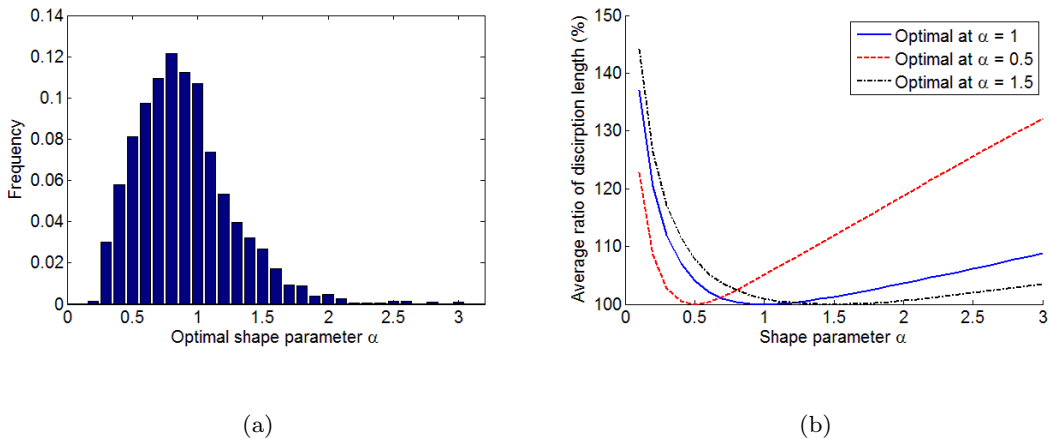 0.14
0.12
0.1
0.08
0.06
0.04
0.02
0
0 0.5 1 1.5 2 2.5 3
Frequency
Optimal shape parameter α
(a)
150
140
130
120
110
100
0 0.5 1 1.5 2 2.5 3
Average ratio of discirption length (%)
Shape parameter α
Optimal at α = 1
Optimal at α = 0.5
Optimal at α = 1.5
(b)